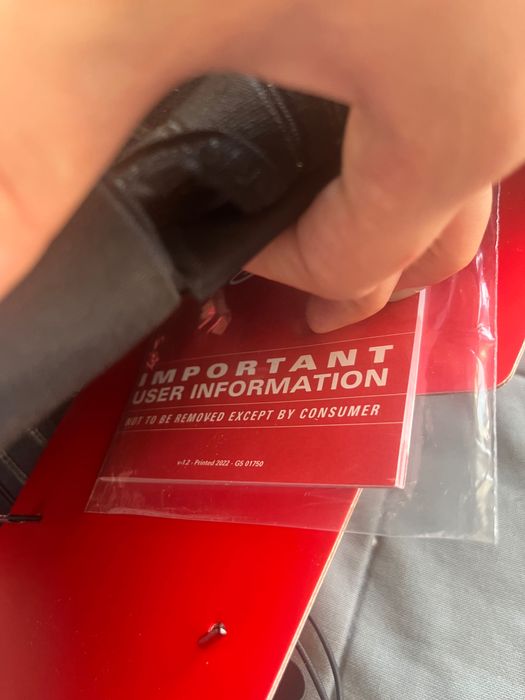 IMPORTANT
USER INFORMATION
NOT TO BE REMOVED EXCEPT BY CONSUMER
v-1.2 - Printed 2022 - GS 01750